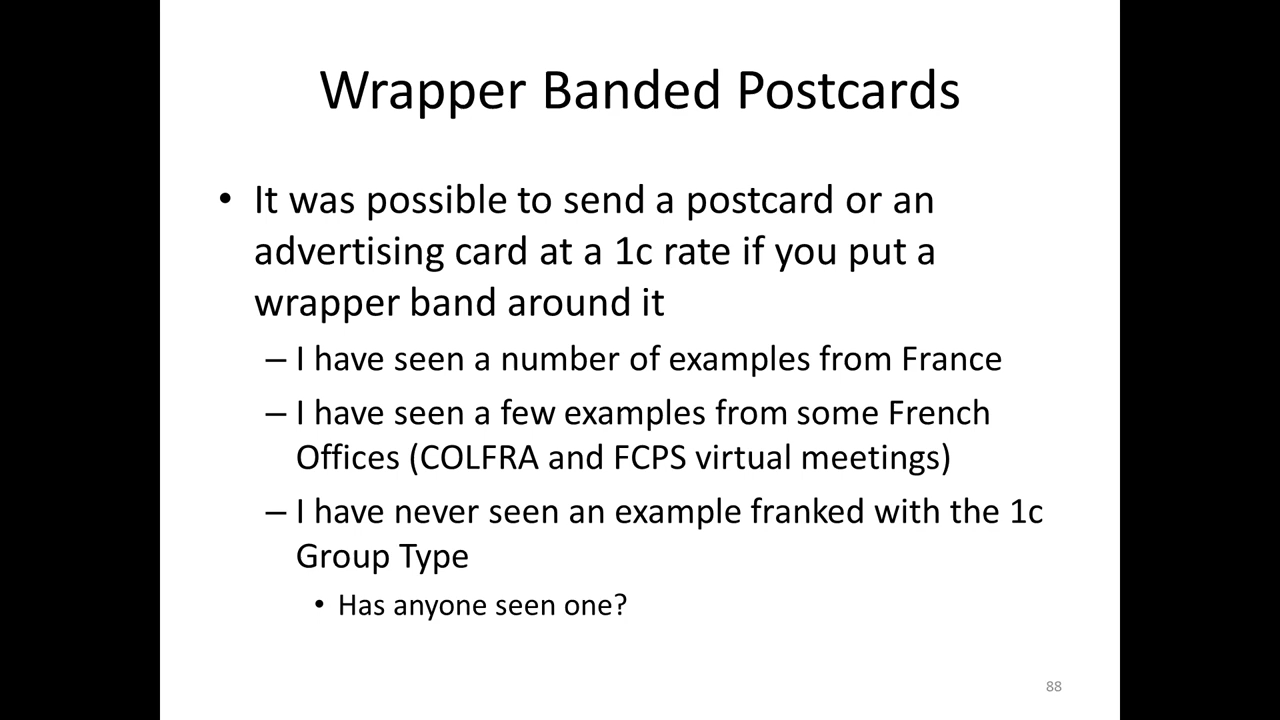 Wrapper Banded Postcards
• It was possible to send a postcard or an
advertising card at a 1c rate if you put a
wrapper band around it
– I have seen a number of examples from France
– I have seen a few examples from some French
Offices (COLFRA and FCPS virtual meetings)
– I have never seen an example franked with the 1c
Group Type
• Has anyone seen one?
88